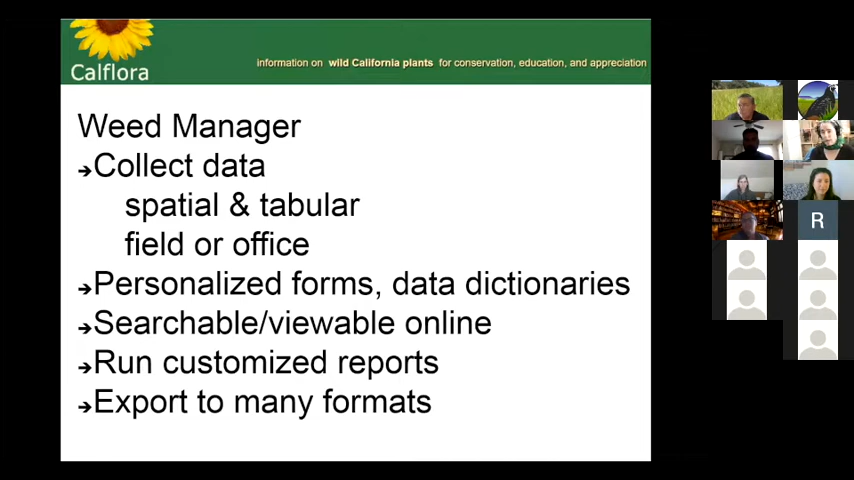 Calflora
information on wild California plants for conservation, education, and appreciation
Weed Manager
➔Collect data
spatial & tabular
field or office
➔Personalized forms, data dictionaries
➔Searchable/viewable online
➔Run customized reports
➔Export to many formats
R